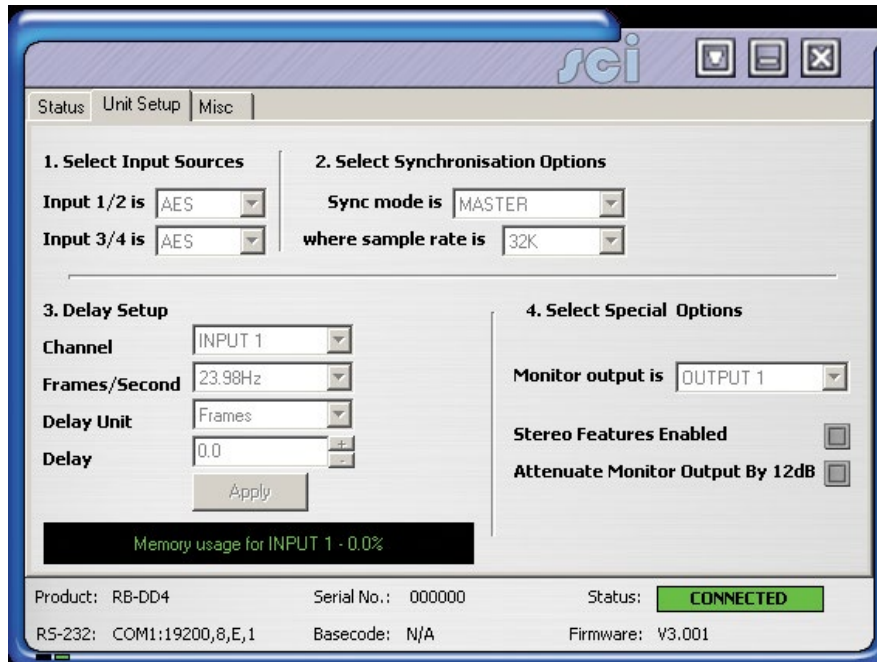 sci
Status Unit Setup Misc
1. Select Input Sources
Input 1/2 is AES
Input 3/4 is AES
2. Select Synchronisation Options
Sync mode is MASTER
where sample rate is 32K
3. Delay Setup
Channel INPUT 1
Frames/Second 23.98Hz
Delay Unit Frames
Delay 0.0 + -
Apply
Memory usage for INPUT 1 - 0.0%
4. Select Special Options
Monitor output is OUTPUT 1
Stereo Features Enabled
Attenuate Monitor Output By 12dB
Product: RB-DD4 Serial No.: 000000 Status: CONNECTED
RS-232: COM1:19200,8,E,1 Basecode: N/A Firmware: V3.001